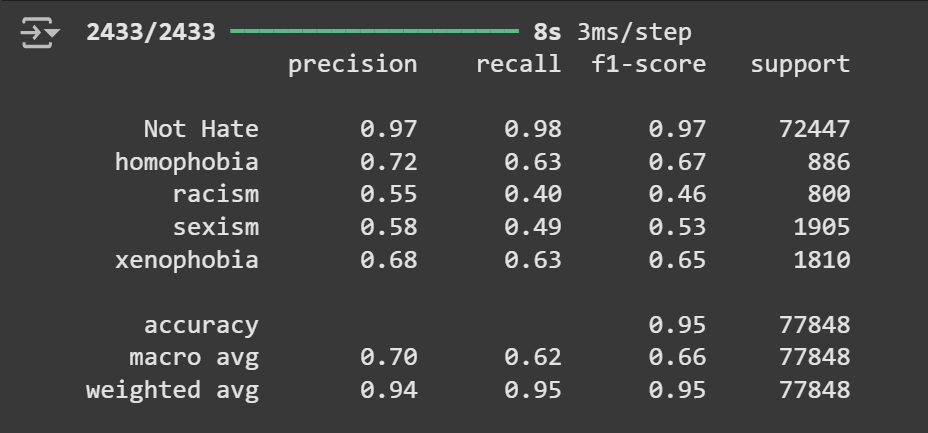 2433/2433 ━━━━━━━━━━━━━━━━━━━━ 8s 3ms/step
precision recall f1-score support
Not Hate 0.97 0.98 0.97 72447
homophobia 0.72 0.63 0.67 886
racism 0.55 0.40 0.46 800
sexism 0.58 0.49 0.53 1905
xenophobia 0.68 0.63 0.65 1810
accuracy 0.95 77848
macro avg 0.70 0.62 0.66 77848
weighted avg 0.94 0.95 0.95 77848